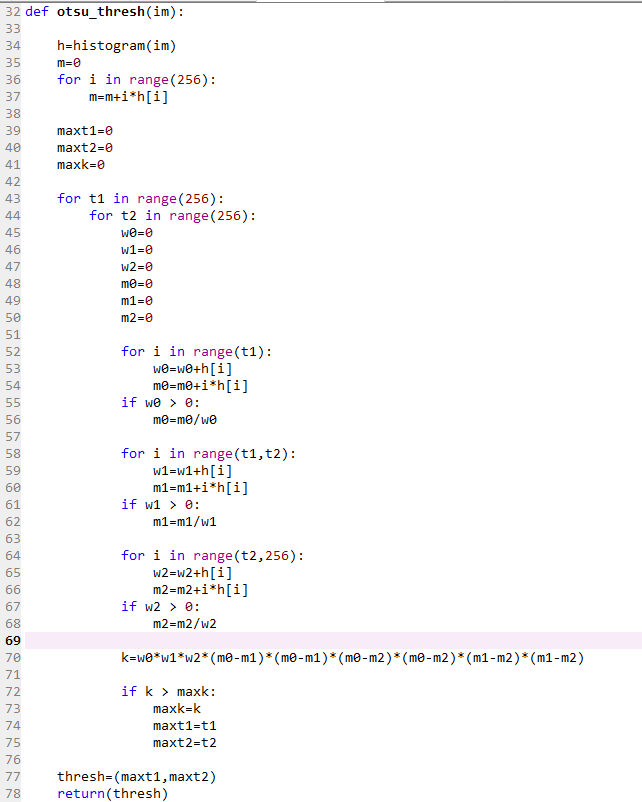 32 def otsu_thresh(im):
33
34     h=histogram(im)
35     m=0
36     for i in range(256):
37         m=m+i*h[i]
38
39     maxt1=0
40     maxt2=0
41     maxk=0
42
43     for t1 in range(256):
44         for t2 in range(256):
45             w0=0
46             w1=0
47             w2=0
48             m0=0
49             m1=0
50             m2=0
51
52             for i in range(t1):
53                 w0=w0+h[i]
54                 m0=m0+i*h[i]
55             if w0 > 0:
56                 m0=m0/w0
57
58             for i in range(t1,t2):
59                 w1=w1+h[i]
60                 m1=m1+i*h[i]
61             if w1 > 0:
62                 m1=m1/w1
63
64             for i in range(t2,256):
65                 w2=w2+h[i]
66                 m2=m2+i*h[i]
67             if w2 > 0:
68                 m2=m2/w2
69
70             k=w0*w1*w2*(m0-m1)*(m0-m1)*(m0-m2)*(m0-m2)*(m1-m2)*(m1-m2)
71
72             if k > maxk:
73                 maxk=k
74                 maxt1=t1
75                 maxt2=t2
76
77     thresh=(maxt1,maxt2)
78     return(thresh)